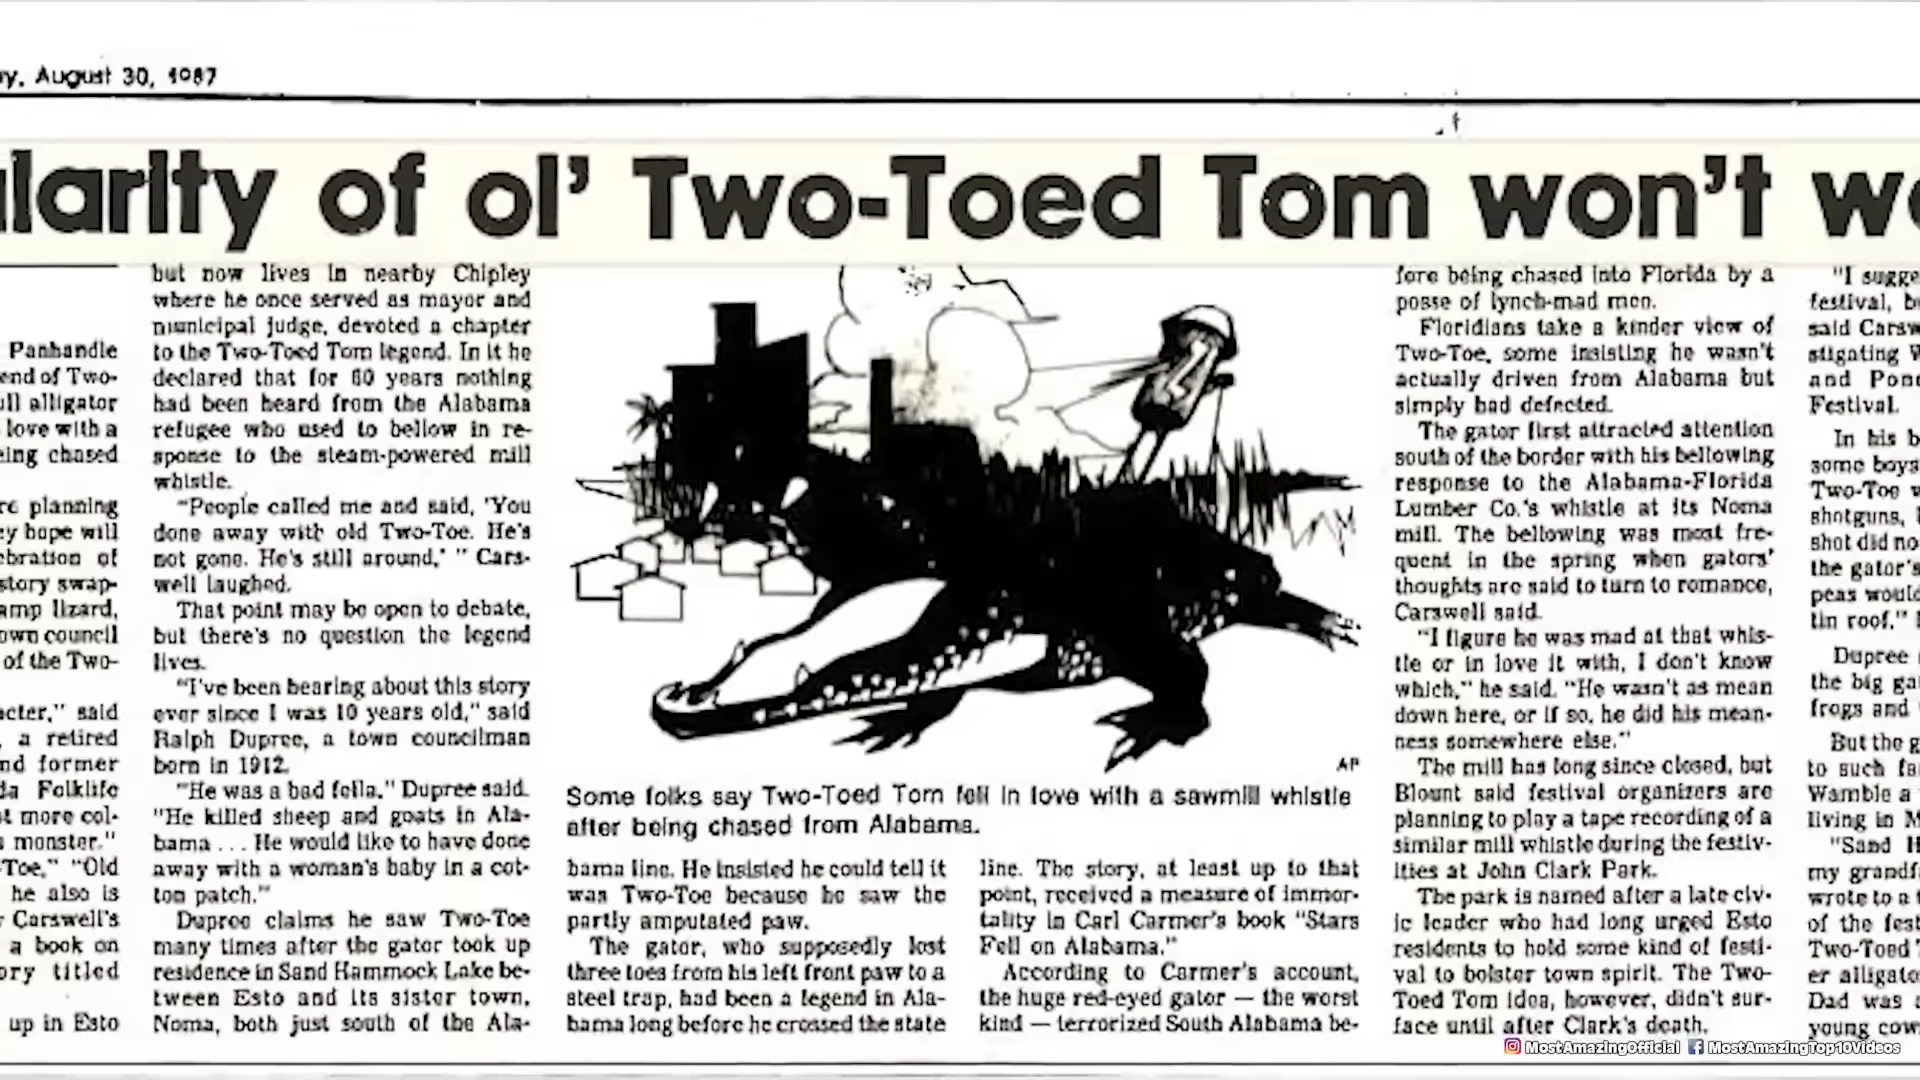 August 30, 1987
larity of ol' Two-Toed Tom won't
Panhandle
end of Two-
ull alligator
love with a
eing chased
re planning
ey hope will
ebration of
story swap-
amp lizard,
own council
of the Two-
acter," said
, a retired
nd former
da Folklife
st more col-
s monster."
-Toe," "Old
he also is
Carswell's
a book on
ory titled
up in Esto
but now lives in nearby Chipley
where he once served as mayor and
municipal judge, devoted a chapter
to the Two-Toed Tom legend. In it he
declared that for 60 years nothing
had been heard from the Alabama
refugee who used to bellow in re-
sponse to the steam-powered mill
whistle.
"People called me and said, 'You
done away with old Two-Toe. He's
not gone. He's still around,' " Cars-
well laughed.
That point may be open to debate,
but there's no question the legend
lives.
"I've been hearing about this story
ever since I was 10 years old," said
Ralph Dupree, a town councilman
born in 1912.
"He was a bad fella," Dupree said.
"He killed sheep and goats in Ala-
bama ... He would like to have done
away with a woman's baby in a cot-
ton patch."
Dupree claims he saw Two-Toe
many times after the gator took up
residence in Sand Hammock Lake be-
tween Esto and its sister town,
Noma, both just south of the Ala-
AP
Some folks say Two-Toed Tom fell in love with a sawmill whistle
after being chased from Alabama.
bama line. He insisted he could tell it
was Two-Toe because he saw the
partly amputated paw.
The gator, who supposedly lost
three toes from his left front paw to a
steel trap, had been a legend in Ala-
bama long before he crossed the state
line. The story, at least up to that
point, received a measure of immor-
tality in Carl Carmer's book "Stars
Fell on Alabama."
According to Carmer's account,
the huge red-eyed gator — the worst
kind — terrorized South Alabama be-
fore being chased into Florida by a
posse of lynch-mad men.
Floridians take a kinder view of
Two-Toe, some insisting he wasn't
actually driven from Alabama but
simply had defected.
The gator first attracted attention
south of the border with his bellowing
response to the Alabama-Florida
Lumber Co.'s whistle at its Noma
mill. The bellowing was most fre-
quent in the spring when gators'
thoughts are said to turn to romance,
Carswell said.
"I figure he was mad at that whis-
tle or in love it with, I don't know
which," he said. "He wasn't as mean
down here, or if so, he did his mean-
ness somewhere else."
The mill has long since closed, but
Blount said festival organizers are
planning to play a tape recording of a
similar mill whistle during the festiv-
ities at John Clark Park.
The park is named after a late civ-
ic leader who had long urged Esto
residents to hold some kind of festi-
val to bolster town spirit. The Two-
Toed Tom idea, however, didn't sur-
face until after Clark's death.
"I sugge
festival, b
said Carsw
stigating W
and Pon
Festival.
In his b
some boys
Two-Toe w
shotguns,
shot did no
the gator's
peas would
tin roof."
Dupree
the big ga
frogs and
But the g
to such fa
Wamble a
living in M
"Sand H
my grandf
wrote to a
of the fest
Two-Toed
er alligato
Dad was a
young cow
MostAmazingOfficial MostAmazingTop10Videos